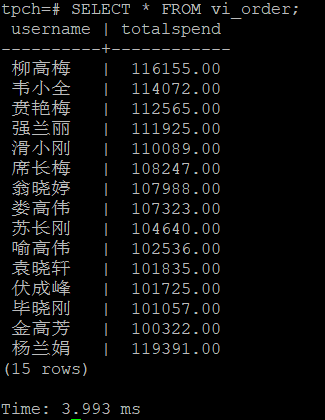 tpch=# SELECT * FROM vi_order;
username | totalspend
----------+------------
柳高梅 | 116155.00
韦小全 | 114072.00
贲艳梅 | 112565.00
强兰丽 | 111925.00
滑小刚 | 110089.00
席长梅 | 108247.00
翁晓婷 | 107988.00
娄高伟 | 107323.00
苏长刚 | 104640.00
喻高伟 | 102536.00
袁晓轩 | 101835.00
伏成峰 | 101725.00
毕晓刚 | 101057.00
金高芳 | 100322.00
杨兰娟 | 119391.00
(15 rows)
Time: 3.993 ms